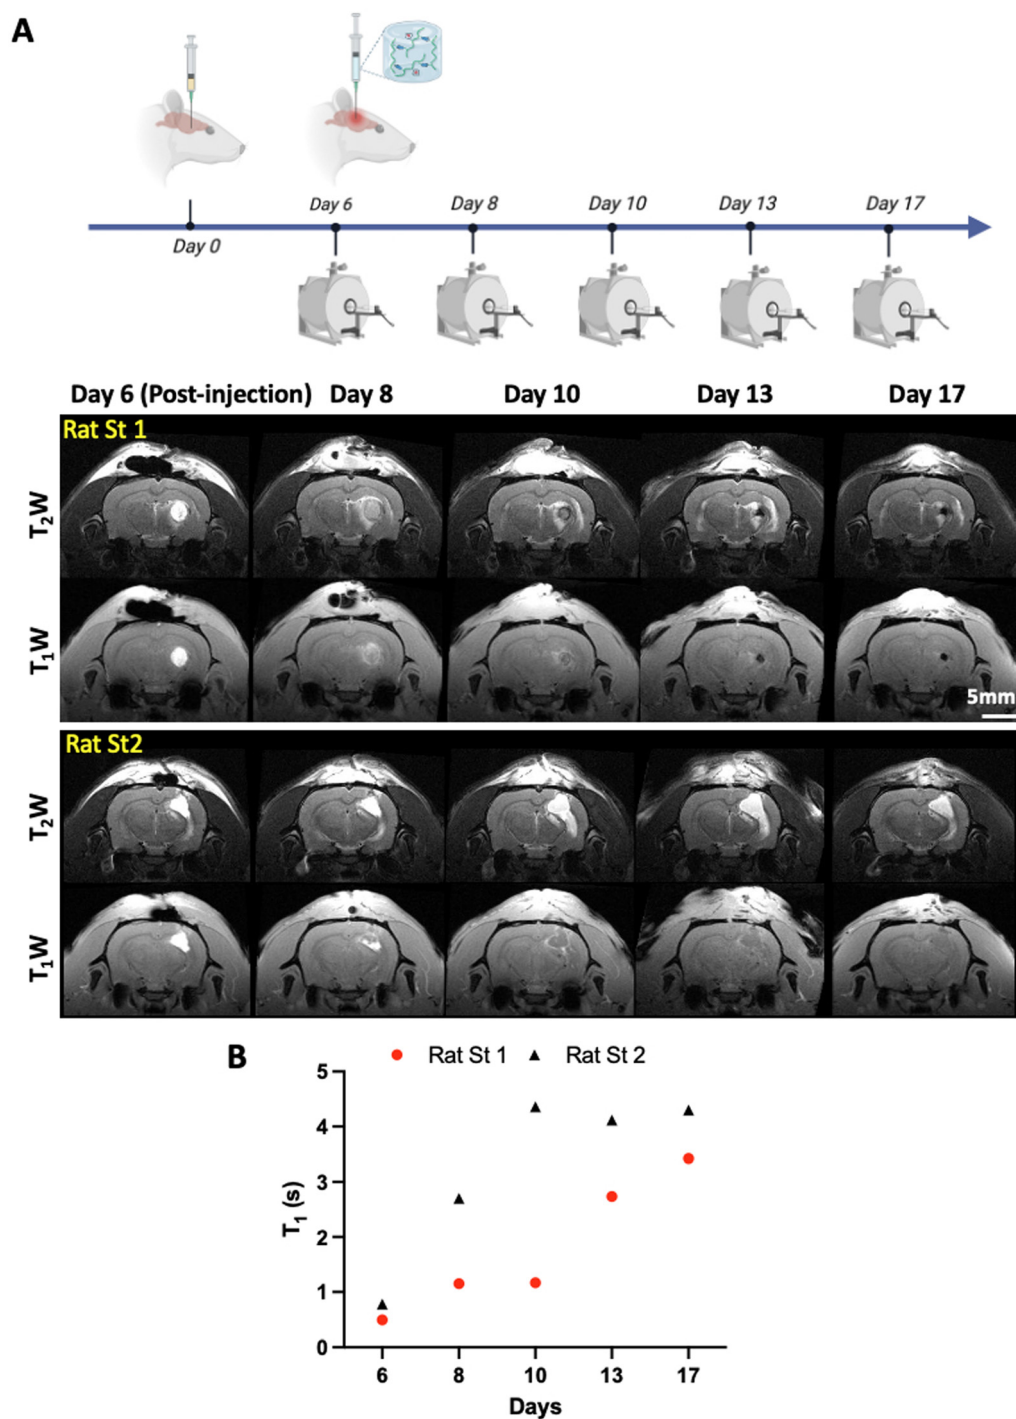 A
Day 0
Day 6
Day 8
Day 10
Day 13
Day 17
Day 6 (Post-injection)
Day 8
Day 10
Day 13
Day 17
Rat St 1
T₂W
T₁W
5mm
Rat St2
T₂W
T₁W
B
Rat St 1
Rat St 2
T₁ (s)
5
4
3
2
1
0
6
8
10
13
17
Days